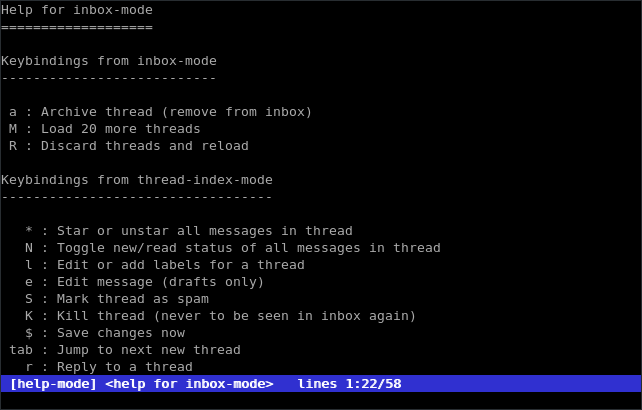 Help for inbox-mode
===================
Keybindings from inbox-mode
---------------------------
a : Archive thread (remove from inbox)
M : Load 20 more threads
R : Discard threads and reload
Keybindings from thread-index-mode
----------------------------------
* : Star or unstar all messages in thread
N : Toggle new/read status of all messages in thread
l : Edit or add labels for a thread
e : Edit message (drafts only)
S : Mark thread as spam
K : Kill thread (never to be seen in inbox again)
$ : Save changes now
tab : Jump to next new thread
r : Reply to a thread
[help-mode] <help for inbox-mode>   lines 1:22/58